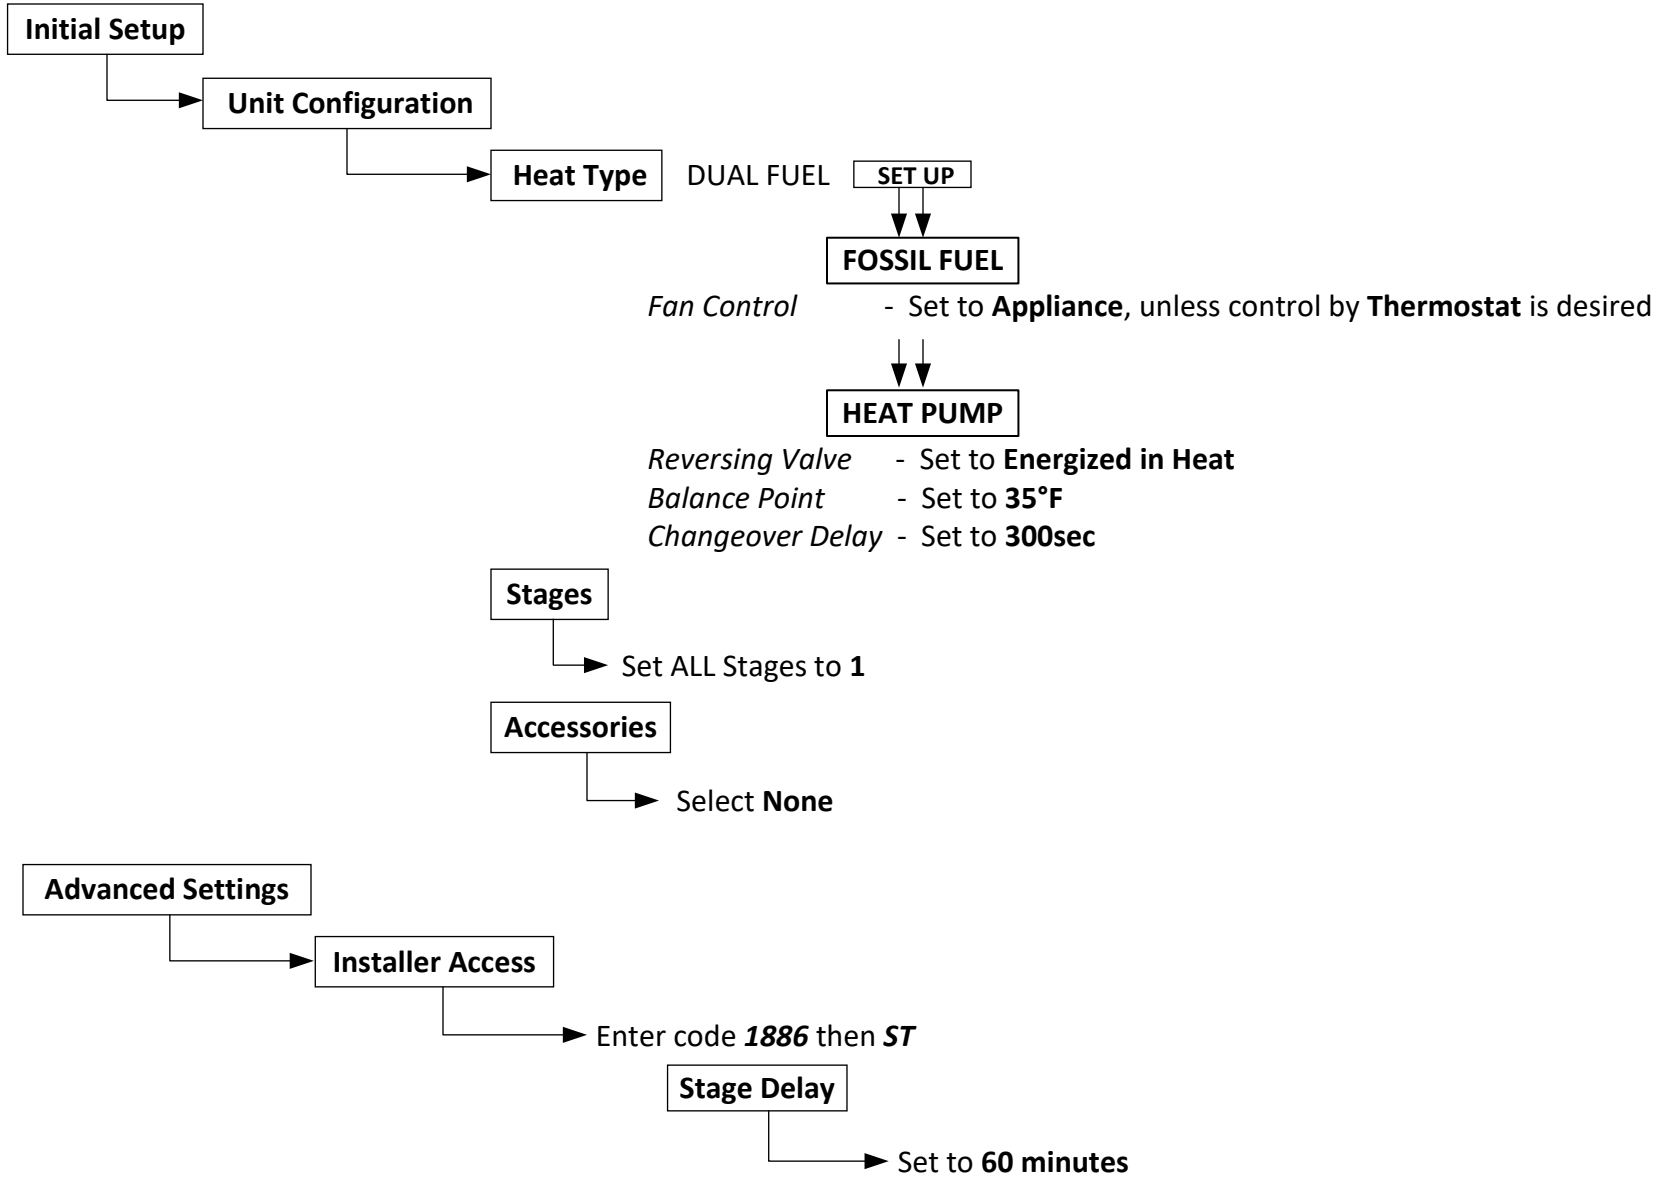 Initial Setup
Unit Configuration
Heat Type DUAL FUEL SET UP
FOSSIL FUEL
Fan Control - Set to Appliance, unless control by Thermostat is desired
HEAT PUMP
Reversing Valve - Set to Energized in Heat
Balance Point - Set to 35°F
Changeover Delay - Set to 300sec
Stages
Set ALL Stages to 1
Accessories
Select None
Advanced Settings
Installer Access
Enter code 1886 then ST
Stage Delay
Set to 60 minutes